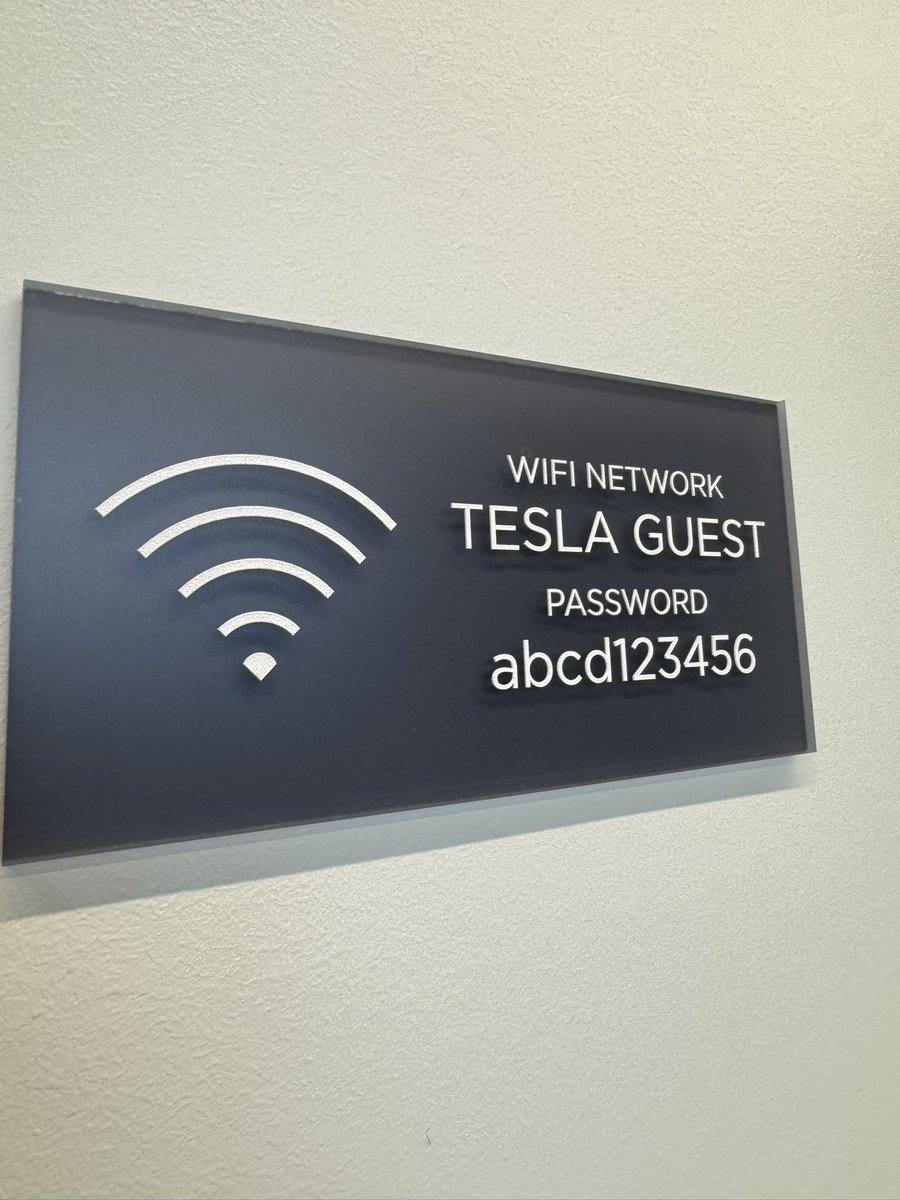 WIFI NETWORK
TESLA GUEST
PASSWORD
abcd123456